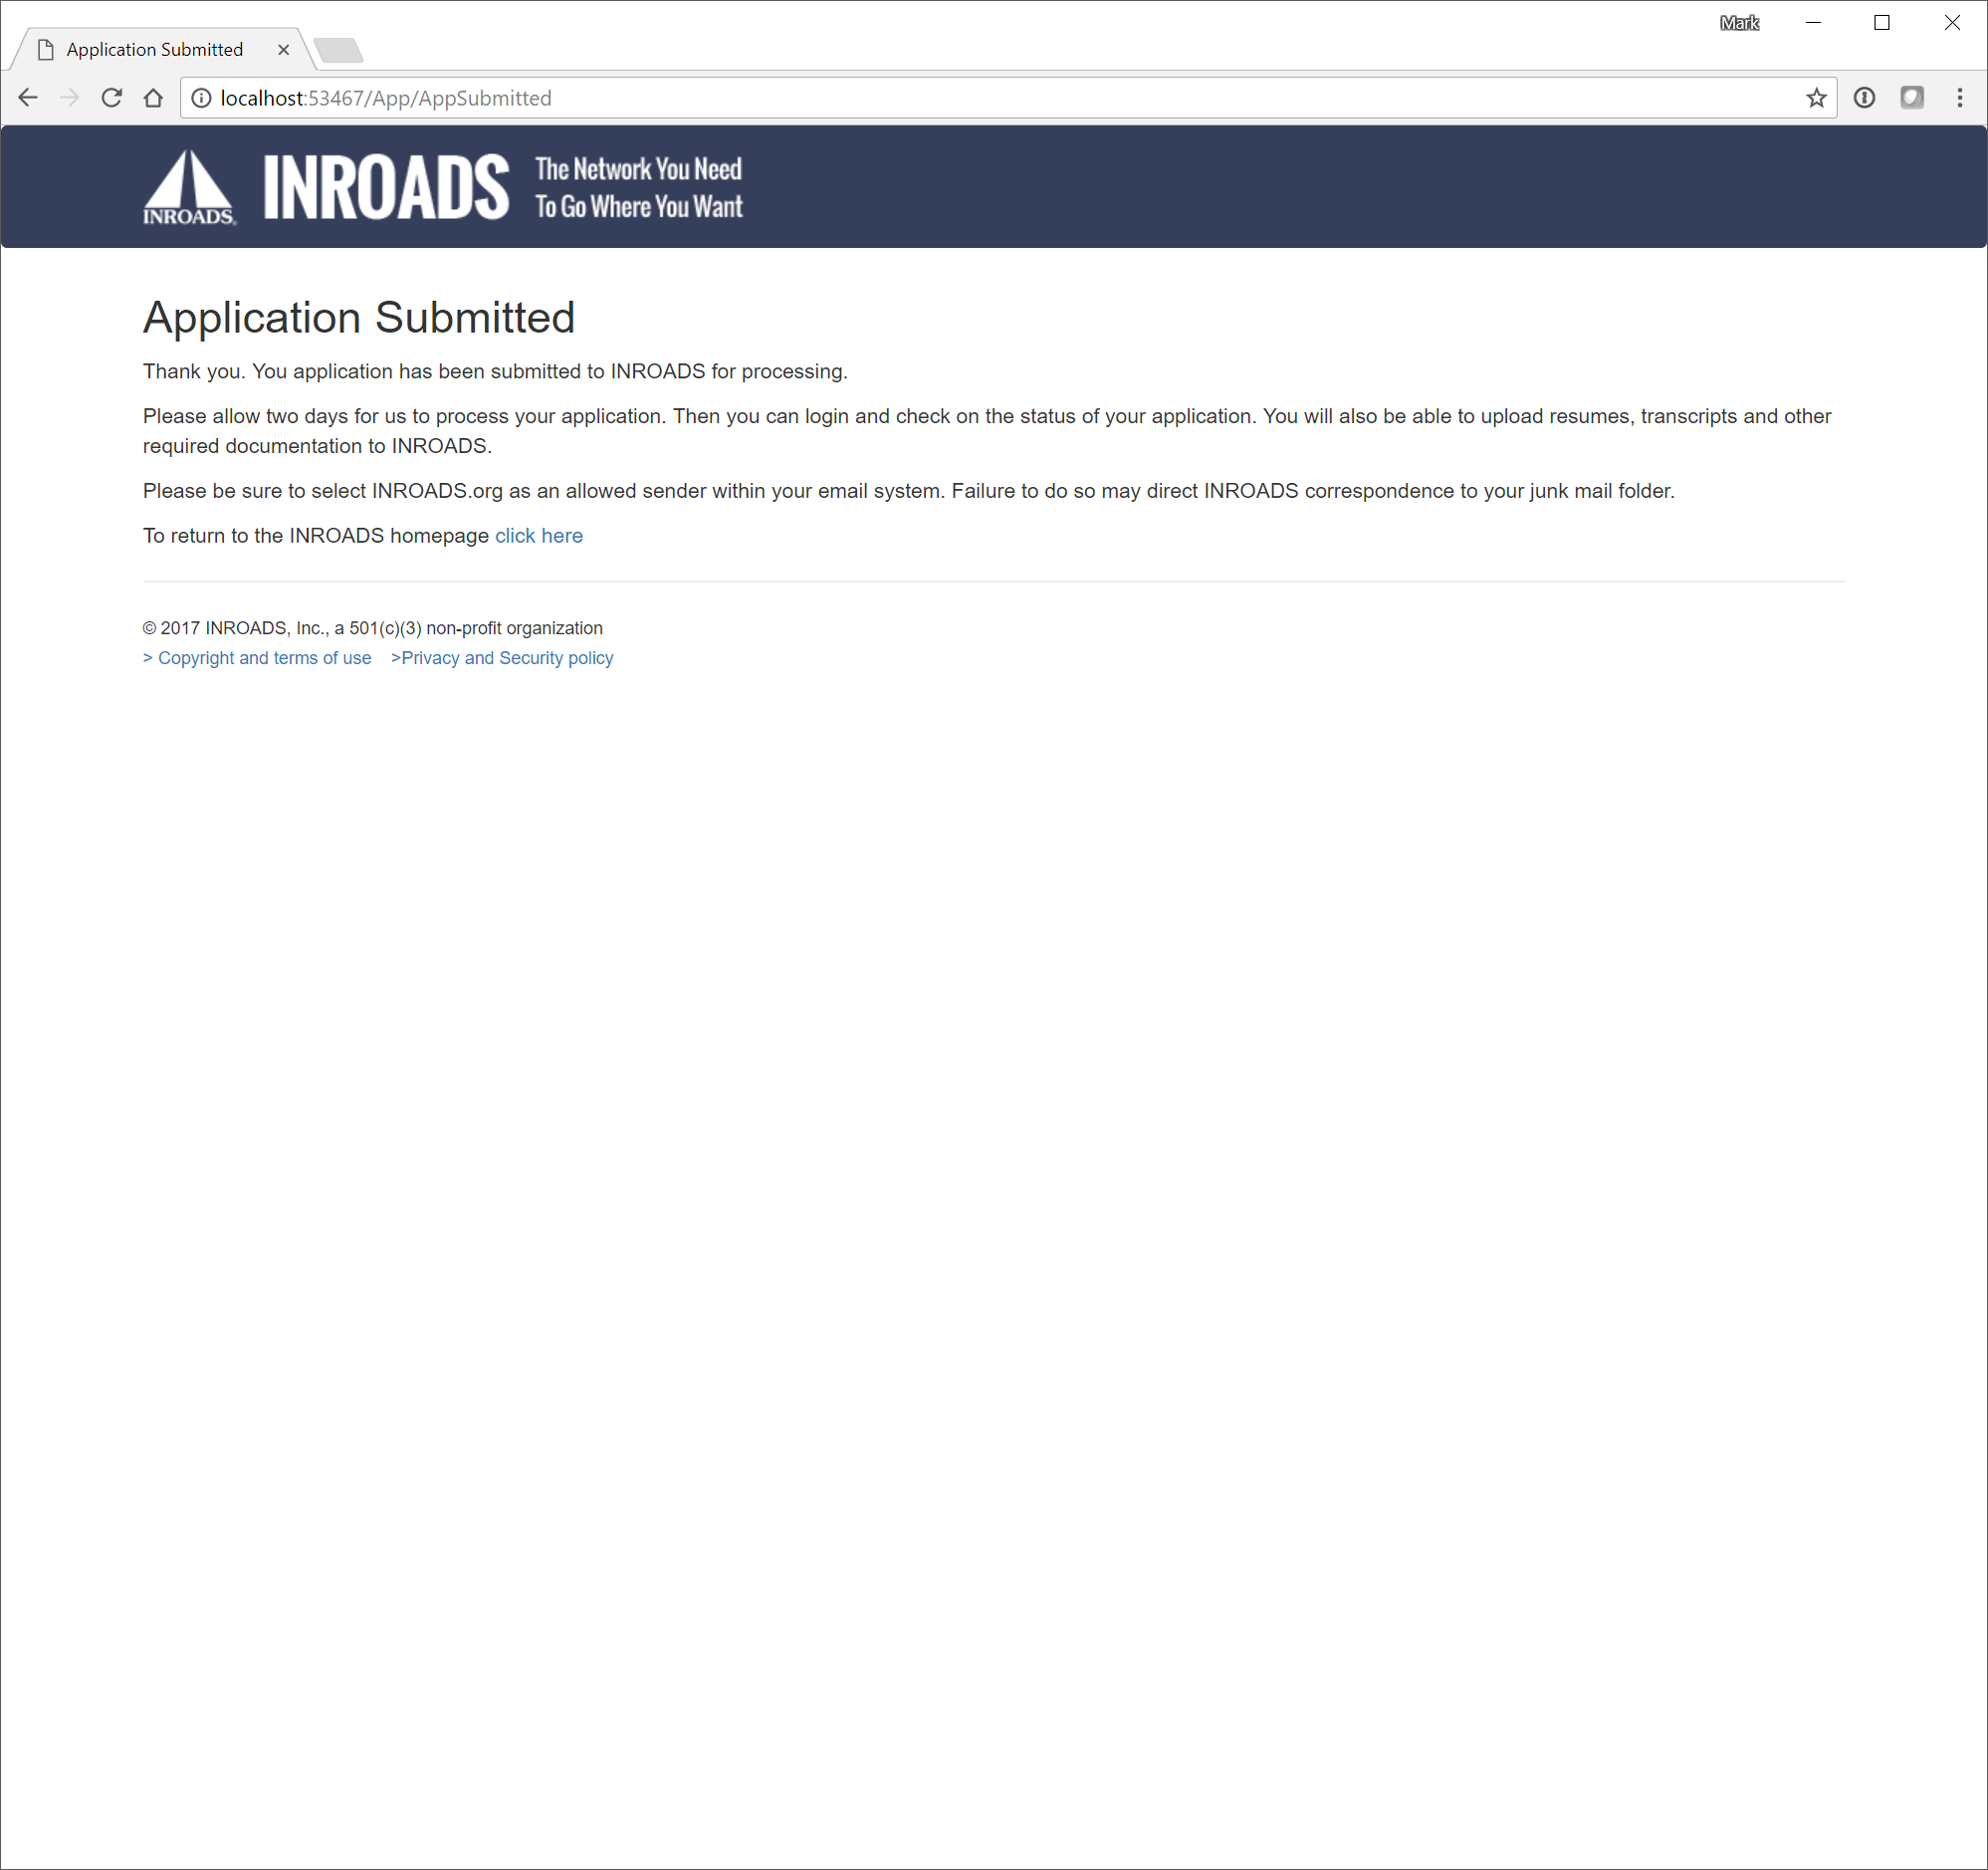 Mark
Application Submitted
localhost:53467/App/AppSubmitted
INROADS
INROADS
The Network You Need
To Go Where You Want
Application Submitted
Thank you. You application has been submitted to INROADS for processing.
Please allow two days for us to process your application. Then you can login and check on the status of your application. You will also be able to upload resumes, transcripts and other
required documentation to INROADS.
Please be sure to select INROADS.org as an allowed sender within your email system. Failure to do so may direct INROADS correspondence to your junk mail folder.
To return to the INROADS homepage click here
© 2017 INROADS, Inc., a 501(c)(3) non-profit organization
> Copyright and terms of use >Privacy and Security policy